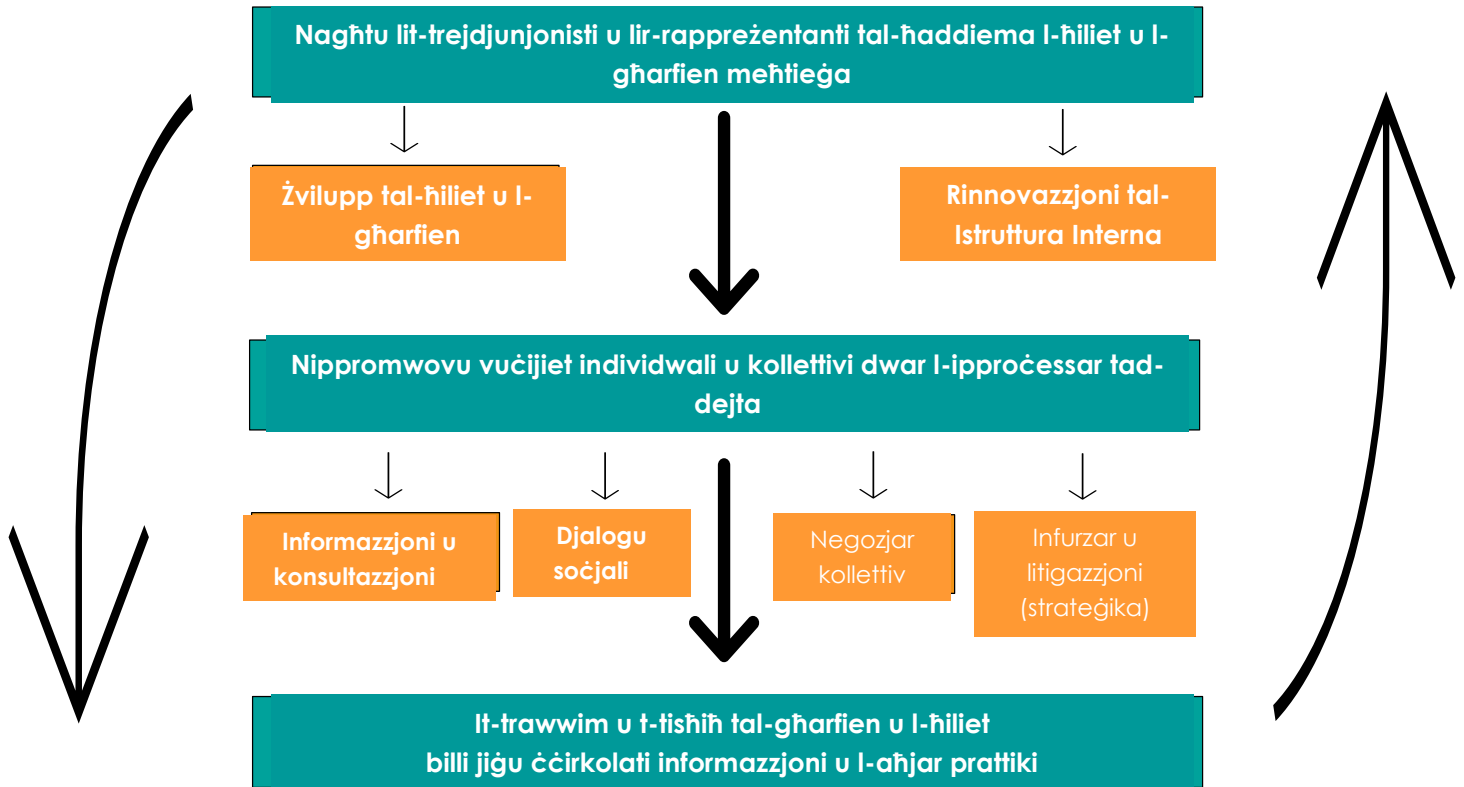 Nagħtu lit-trejdjunjonisti u lir-rappreżentanti tal-ħaddiema l-ħiliet u l-
għarfien meħtieġa
Żvilupp tal-ħiliet u l-
għarfien
Rinnovazzjoni tal-
Istruttura Interna
Nippromwovu vuċijiet individwali u kollettivi dwar l-ipproċessar tad-
dejta
Informazzjoni u
konsultazzjoni
Djalogu
soċjali
Negozjar
kollettiv
Infurzar u
litigazzjoni
(strateġika)
It-trawwim u t-tisħiħ tal-għarfien u l-ħiliet
billi jiġu ċċirkolati informazzjoni u l-aħjar prattiki